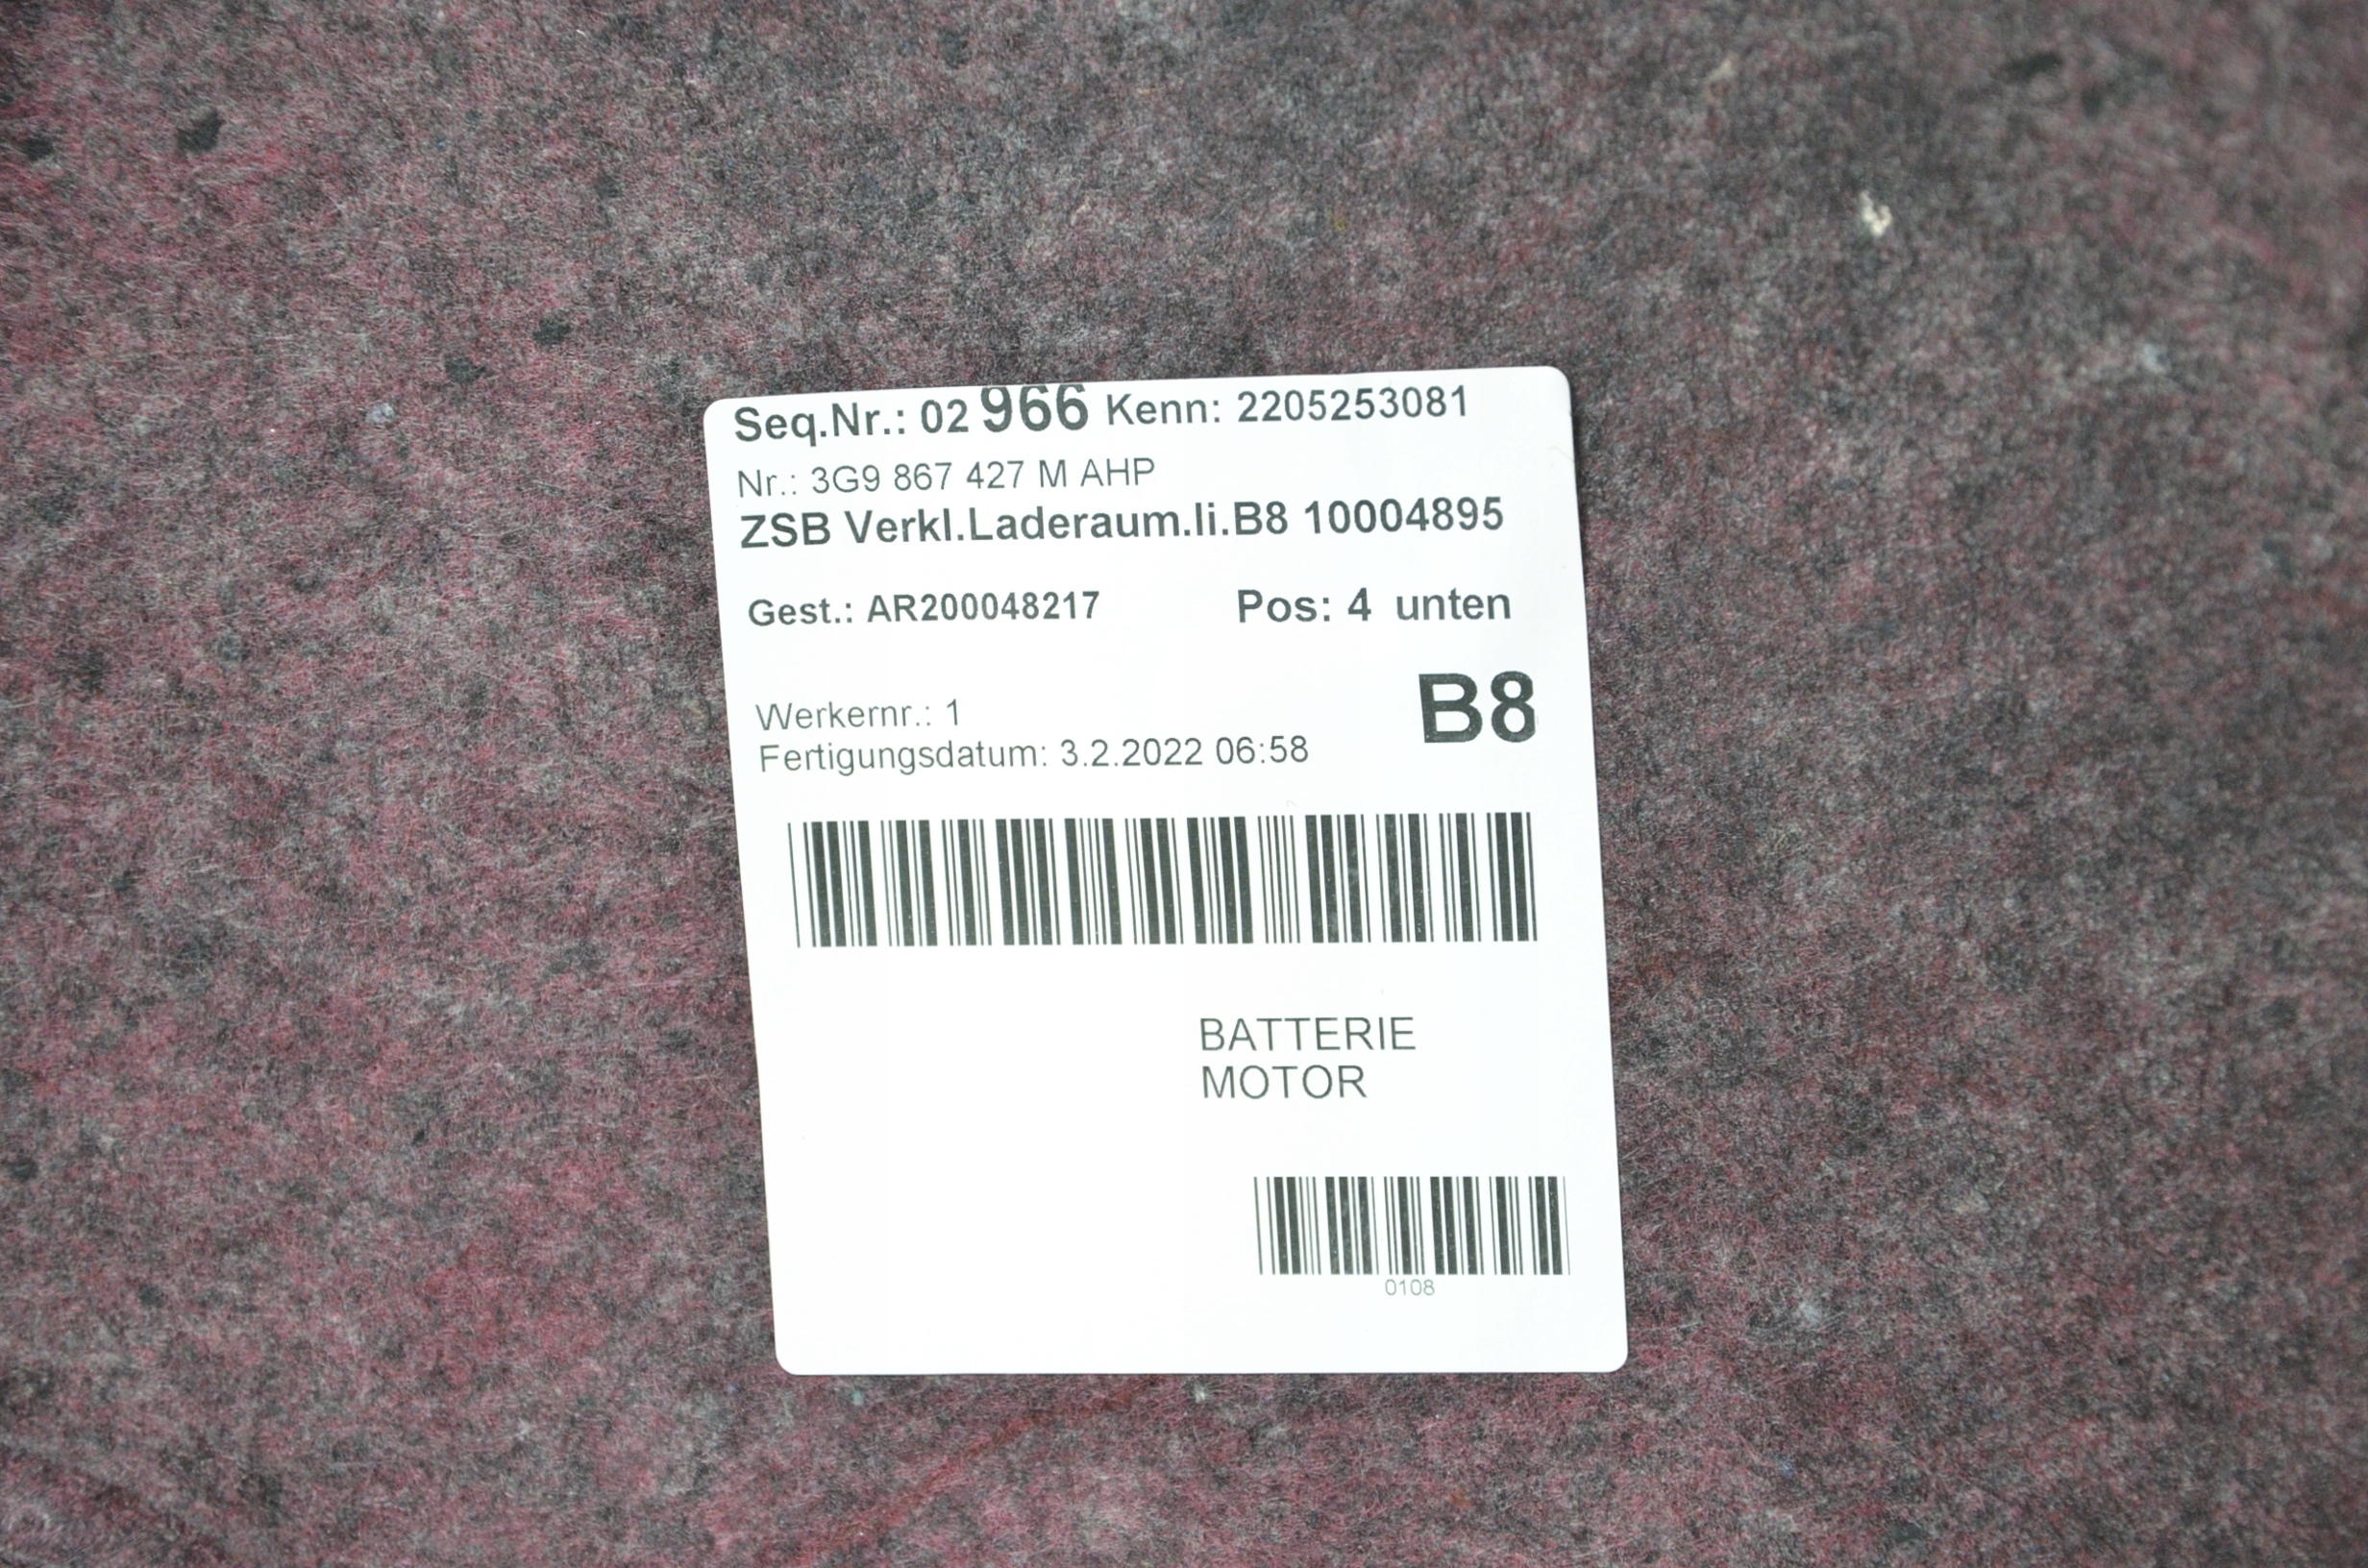 Seq.Nr.: 02 966 Kenn: 2205253081
Nr.: 3G9 867 427 M AHP
ZSB Verkl.Laderaum.li.B8 10004895
Gest.: AR200048217 Pos: 4 unten
B8
Werkernr.: 1
Fertigungsdatum: 3.2.2022 06:58
BATTERIE
MOTOR
0108